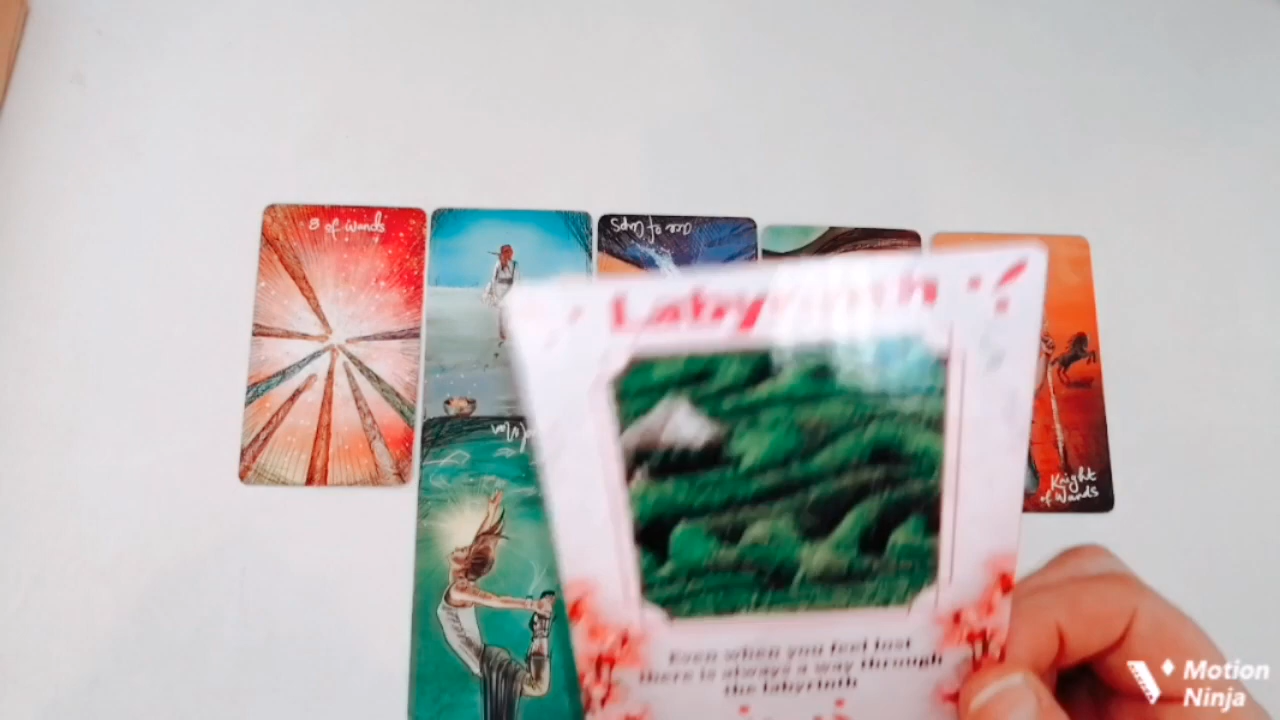 8 of Wands
Ace of Cups
Labyrinth
Knight
of Wands
Even when you feel lost
there is always a way through
the labyrinth
Motion
Ninja